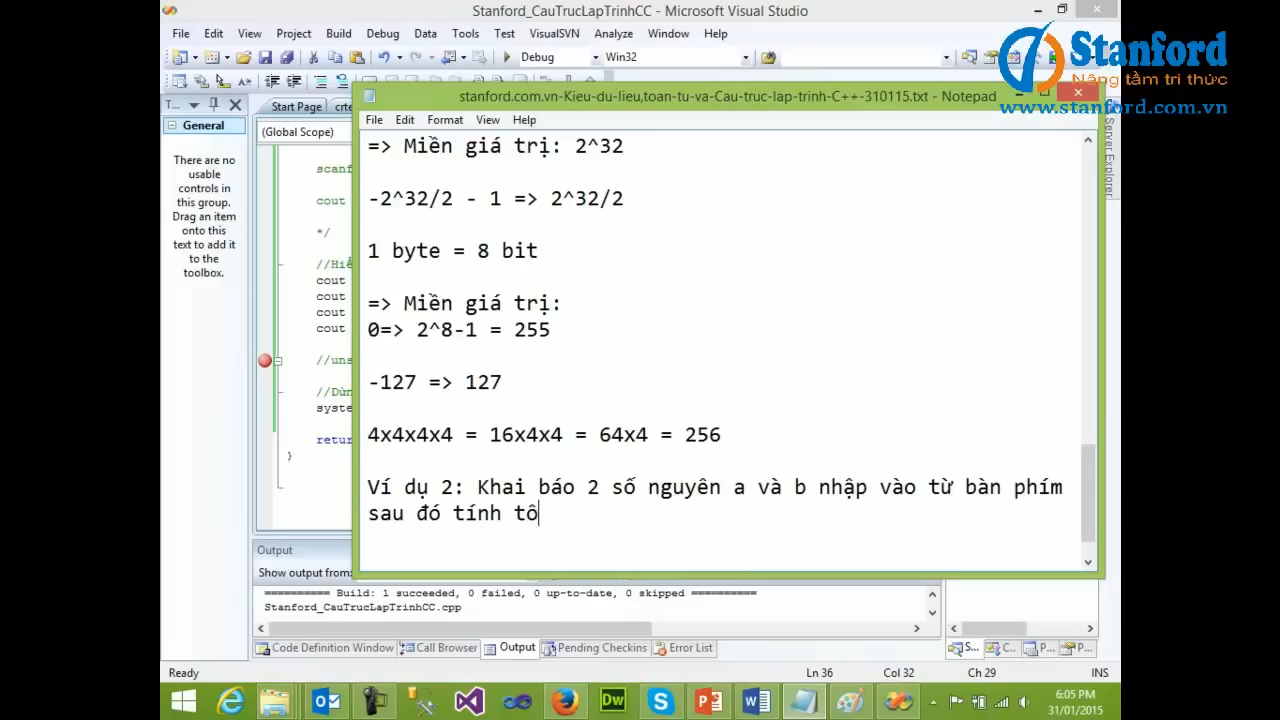 Stanford_CauTrucLapTrinhCC - Microsoft Visual Studio
File Edit View Project Build Debug Data Tools Test VisualSVN Analyze Window Help
Debug Win32
Stanford
Nâng tầm tri thức
www.stanford.com.vn
T...
General
There are no
usable
controls in
this group.
Drag an item
onto this
text to add it
to the
toolbox.
Start Page
(Global Scope)
scanf
cout
*/
cout
cout
cout
cout
//uns
//Dừn
syste
retur
}
stanford.com.vn-Kieu-du-lieu,toan-tu-va-Cau-truc-lap-trinh-C++-310115.txt - Notepad
File Edit Format View Help
=> Miền giá trị: 2^32
-2^32/2 - 1 => 2^32/2
1 byte = 8 bit
=> Miền giá trị:
0=> 2^8-1 = 255
-127 => 127
4x4x4x4 = 16x4x4 = 64x4 = 256
Ví dụ 2: Khai báo 2 số nguyên a và b nhập vào từ bàn phím
sau đó tính tô
Server Explorer
Output
Show output from:
========== Build: 1 succeeded, 0 failed, 0 up-to-date, 0 skipped ==========
Stanford_CauTrucLapTrinhCC.cpp
Code Definition Window Call Browser Output Pending Checkins Error List
S... C... P... P...
Ready Ln 36 Col 32 Ch 29 INS
Dw
6:05 PM
31/01/2015